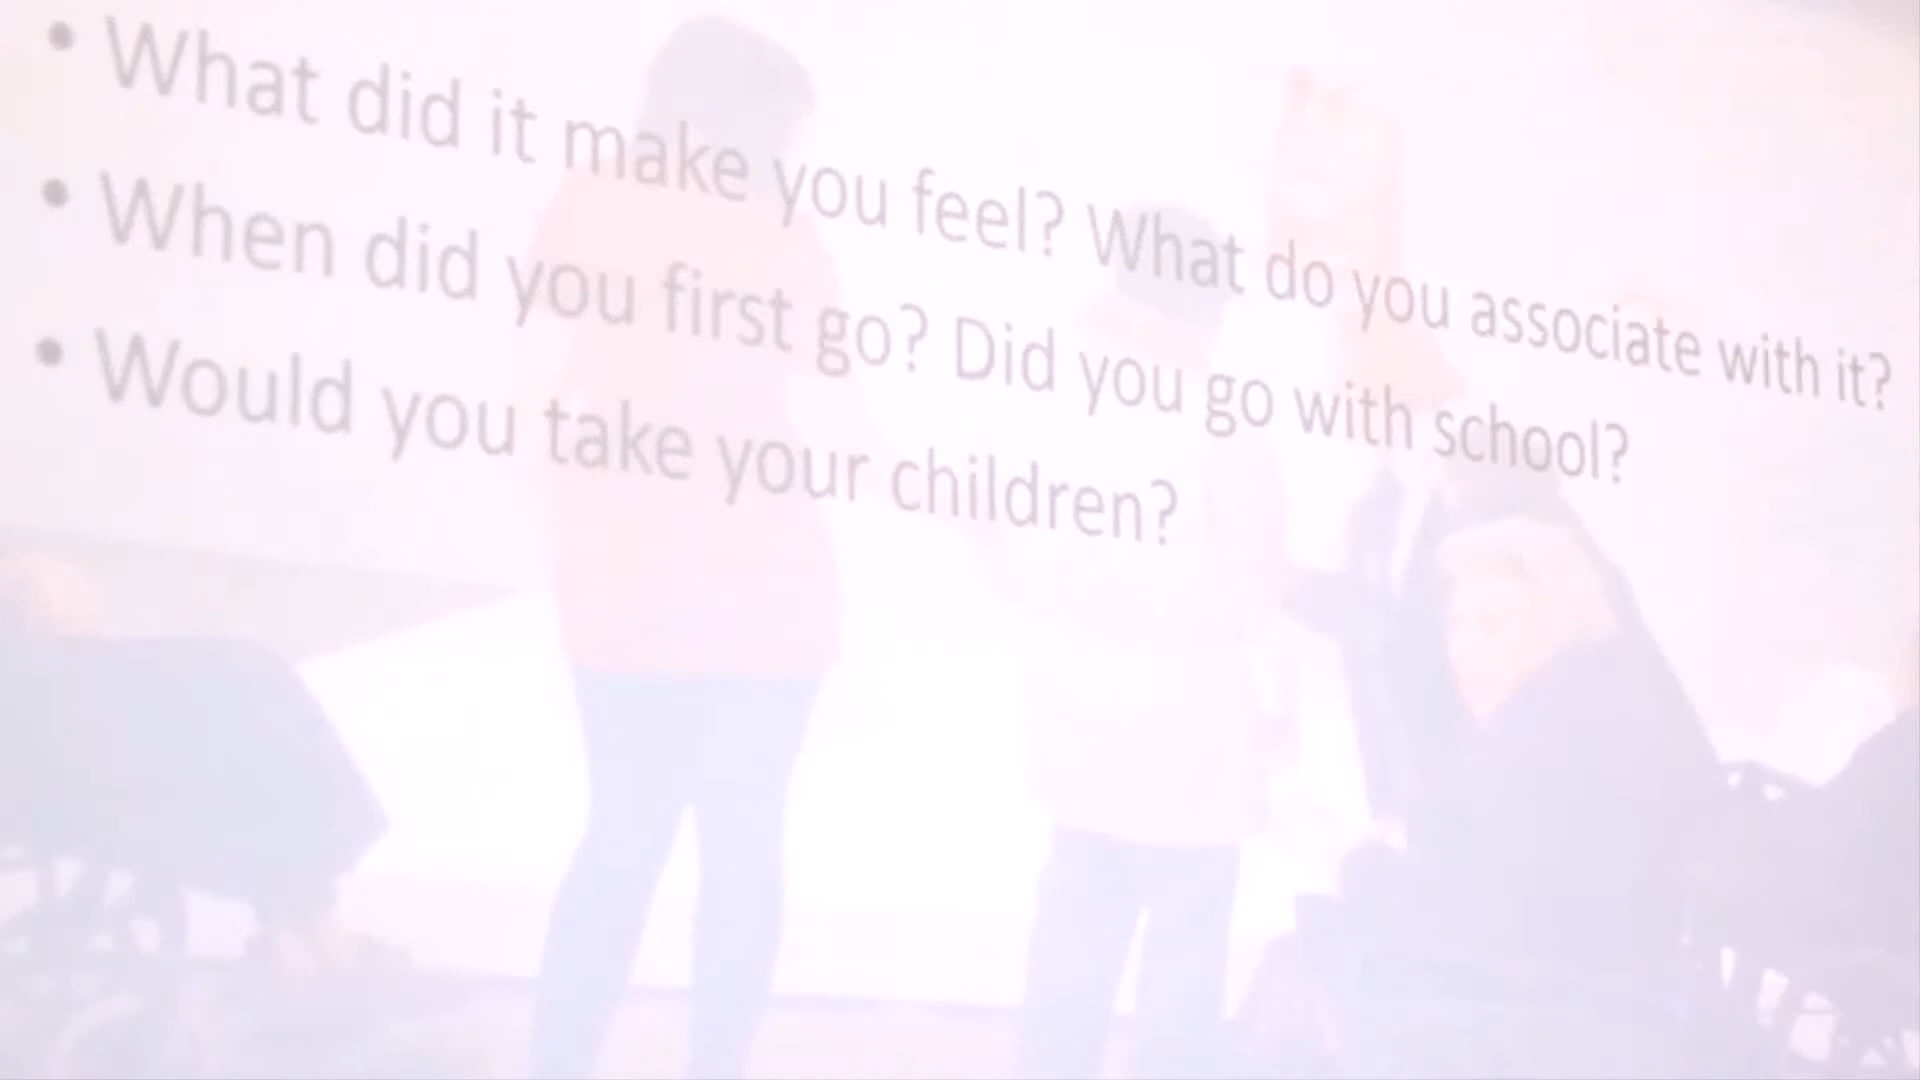 • What did it make you feel? What do you associate with it?
• When did you first go? Did you go with school?
• Would you take your children?